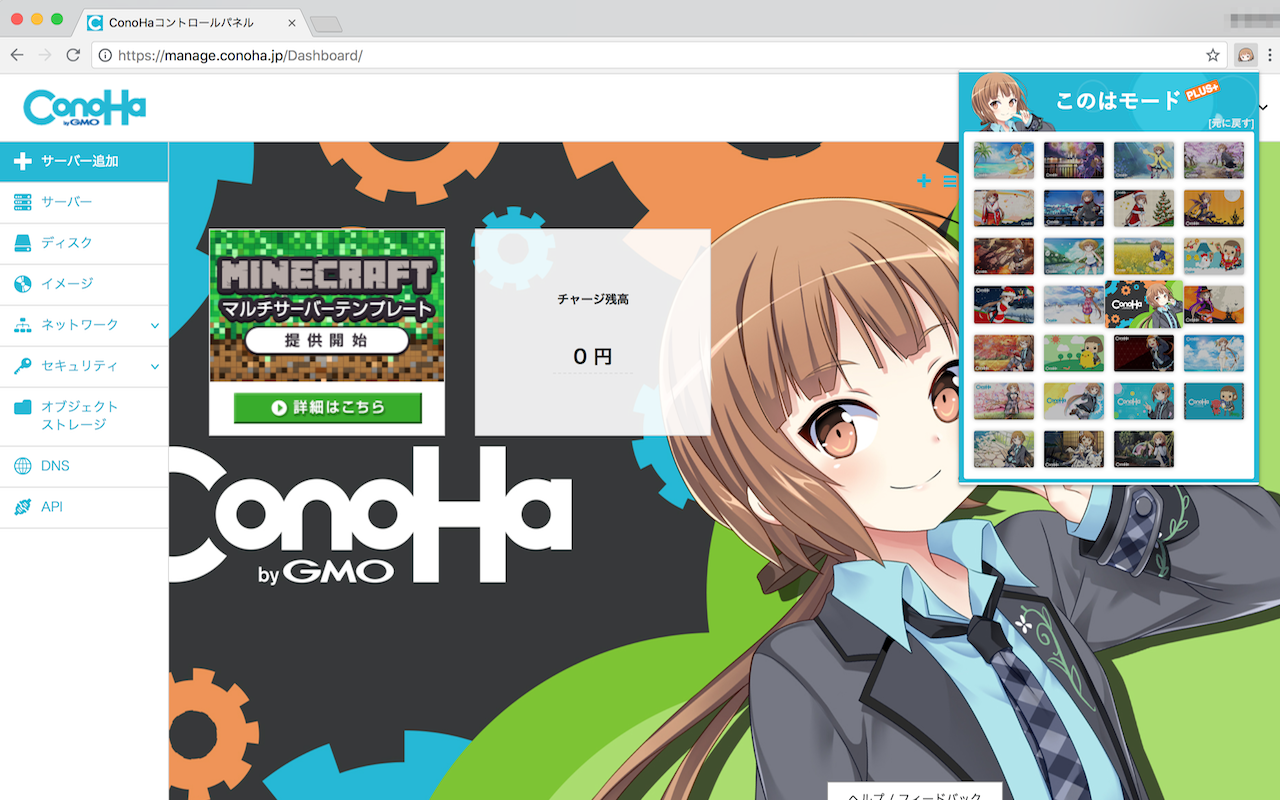 ConoHaコントロールパネル
https://manage.conoha.jp/Dashboard/
ConoHa
by GMO
このはモード PLUS+
[元に戻す]
サーバー追加
サーバー
ディスク
イメージ
ネットワーク
セキュリティ
オブジェクト
ストレージ
DNS
API
MINECRAFT
マルチサーバーテンプレート
提供開始
詳細はこちら
チャージ残高
0 円
ConoHa
by GMO
ConoHa
ヘルプ / フィードバック